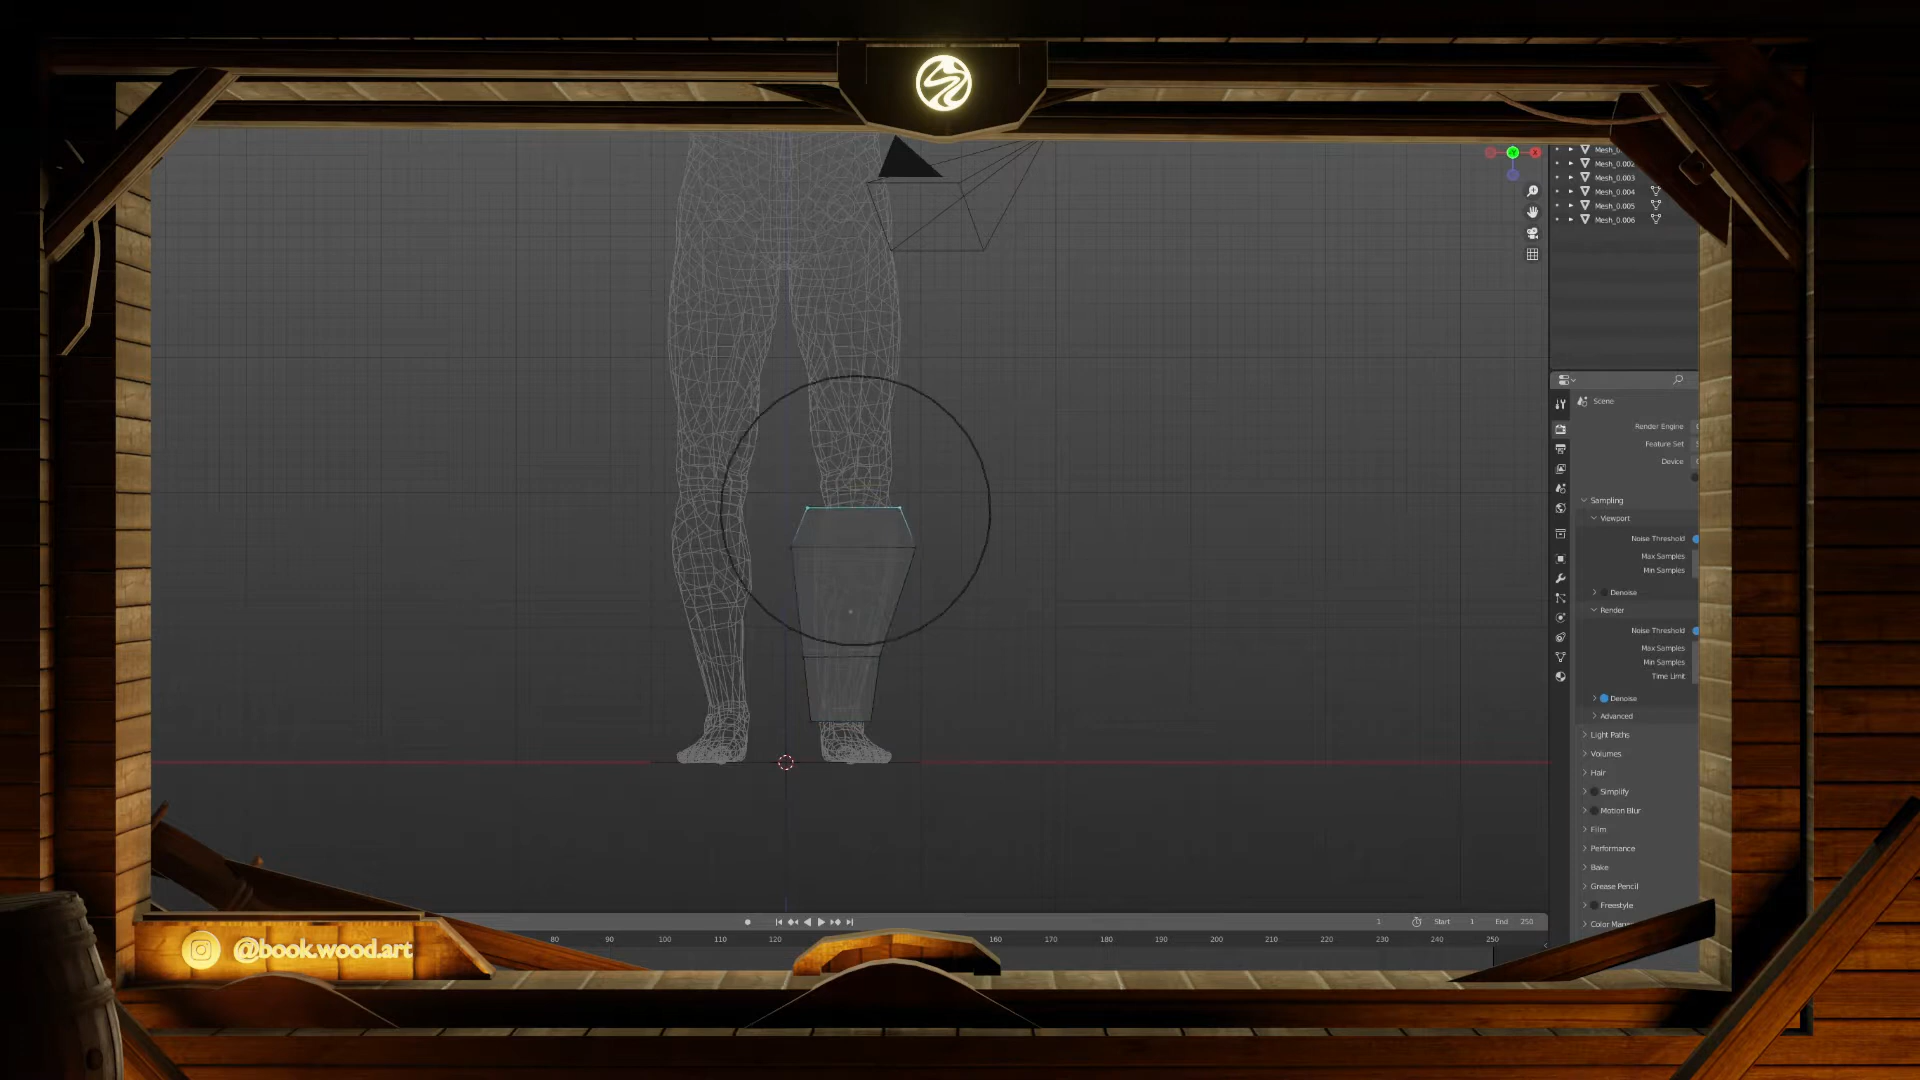 Mesh_0.002
Mesh_0.003
Mesh_0.004
Mesh_0.005
Mesh_0.006
Scene
Render Engine
Feature Set
Device
Sampling
Viewport
Noise Threshold
Max Samples
Min Samples
Denoise
Render
Noise Threshold
Max Samples
Min Samples
Time Limit
Denoise
Advanced
Light Paths
Volumes
Hair
Simplify
Motion Blur
Film
Performance
Bake
Grease Pencil
Freestyle
1 Start 1 End 250
80 90 100 110 120 160 170 180 190 200 210 220 230 240 250
@book.wood.art